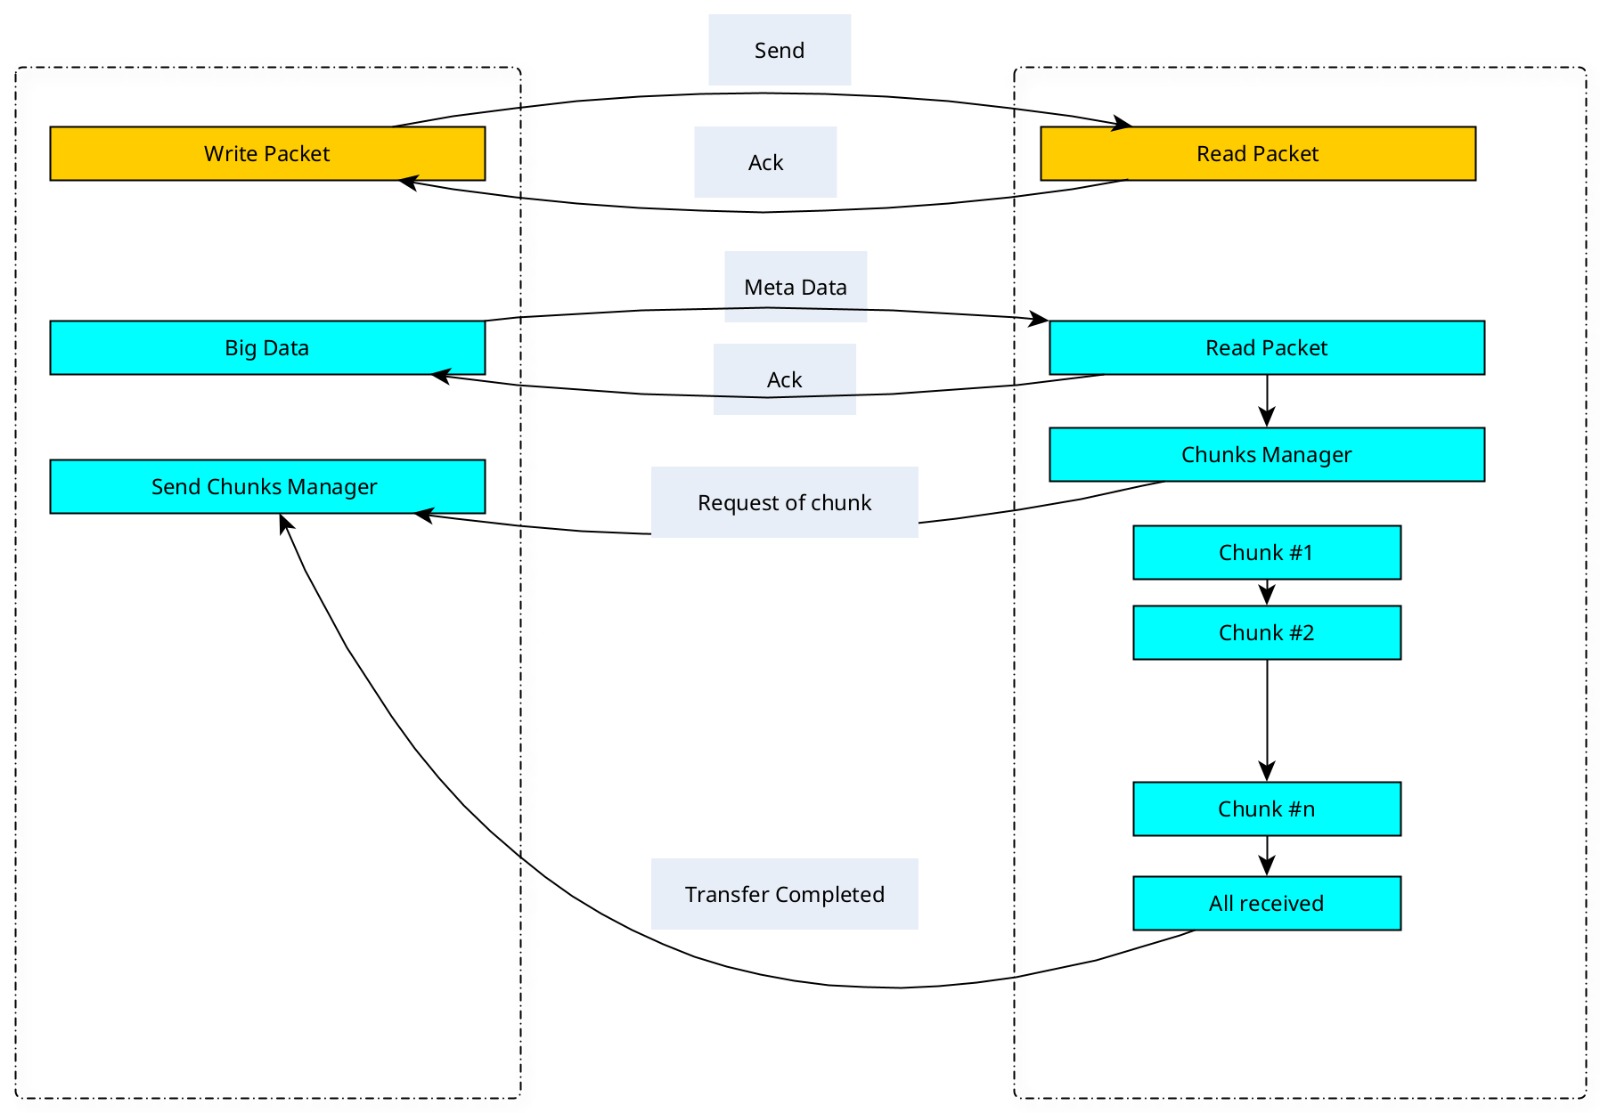 Send
Write Packet
Ack
Read Packet
Meta Data
Big Data
Read Packet
Ack
Chunks Manager
Send Chunks Manager
Request of chunk
Chunk #1
Chunk #2
Chunk #n
Transfer Completed
All received